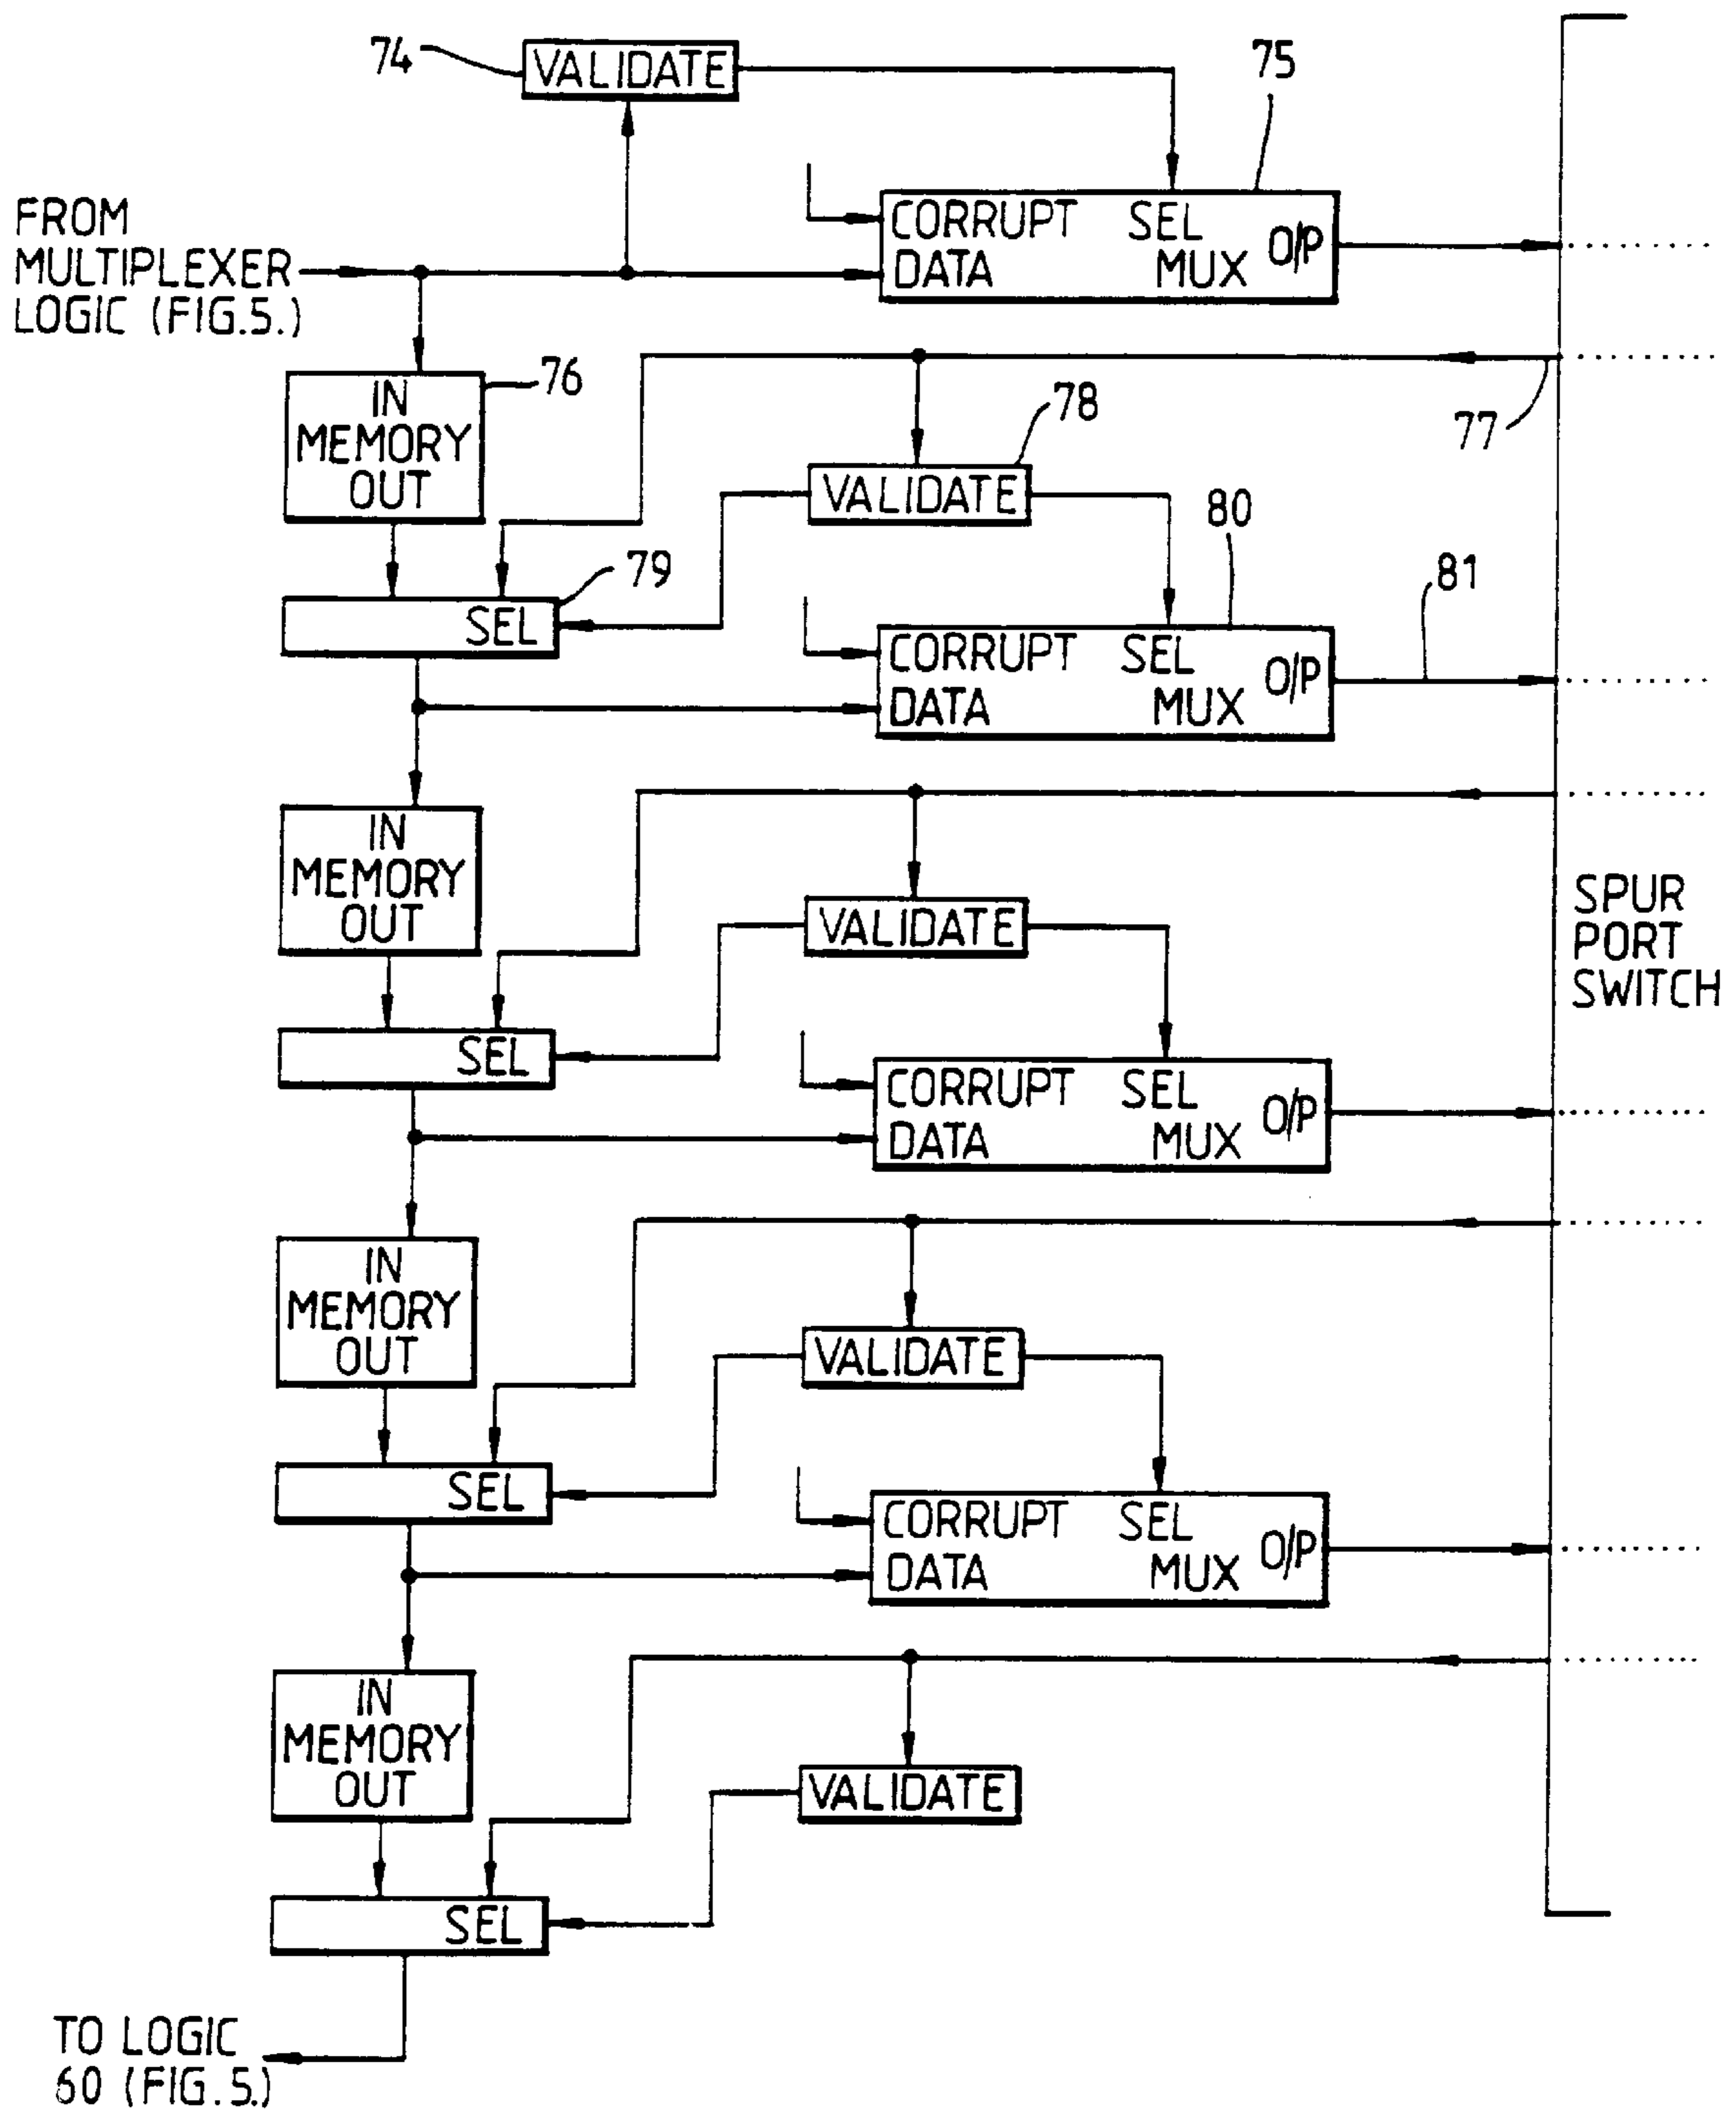 74
VALIDATE
75
FROM
MULTIPLEXER
LOGIC (FIG.5.)
CORRUPT SEL
O/P
DATA MUX
76
IN
MEMORY
OUT
77
78
VALIDATE
80
79
SEL
81
CORRUPT SEL
O/P
DATA MUX
IN
MEMORY
OUT
VALIDATE
SPUR
PORT
SWITCH
SEL
CORRUPT SEL
O/P
DATA MUX
IN
MEMORY
OUT
VALIDATE
SEL
CORRUPT SEL
O/P
DATA MUX
IN
MEMORY
OUT
VALIDATE
SEL
TO LOGIC
60 (FIG.5.)